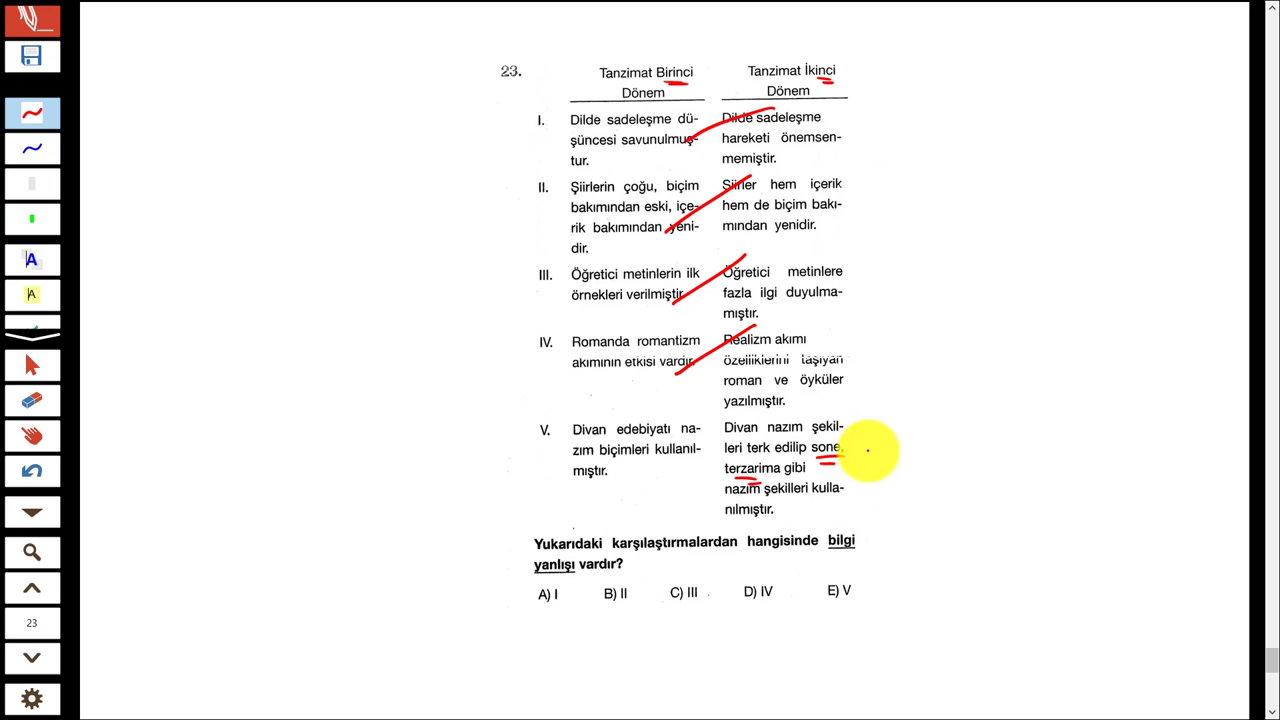 23.
Tanzimat Birinci
Dönem
Tanzimat İkinci
Dönem
I.
Dilde sadeleşme dü-
şüncesi savunulmuş-
tur.
Dilde sadeleşme
hareketi önemsen-
memiştir.
II.
Şiirlerin çoğu, biçim
bakımından eski, içe-
rik bakımından yeni-
dir.
Şiirler hem içerik
hem de biçim bakı-
mından yenidir.
III.
Öğretici metinlerin ilk
örnekleri verilmiştir.
Öğretici metinlere
fazla ilgi duyulma-
mıştır.
IV.
Romanda romantizm
akımının etkisi vardır.
Realizm akımı
özelliklerini taşıyan
roman ve öyküler
yazılmıştır.
V.
Divan edebiyatı na-
zım biçimleri kullanıl-
mıştır.
Divan nazım şekil-
leri terk edilip sone,
terzarima gibi
nazım şekilleri kulla-
nılmıştır.
Yukarıdaki karşılaştırmalardan hangisinde bilgi
yanlışı vardır?
A) I B) II C) III D) IV E) V
A
A
23